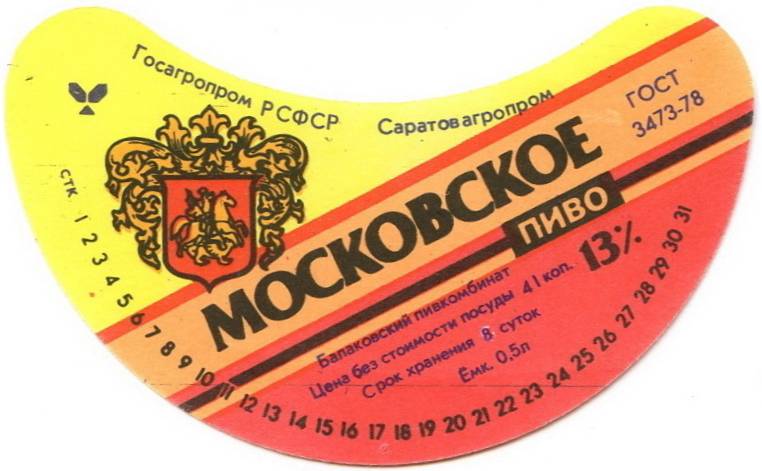 Госагропром РСФСР
Саратовагропром
ГОСТ
3473-78
МОСКОВСКОЕ
ПИВО
13%
Балаковский пивкомбинат
Цена без стоимости посуды 41 коп.
Срок хранения 8 суток
Ёмк. 0,5л
стк 1 2 3 4 5 6 7 8 9 10 11 12 13 14 15 16 17 18 19 20 21 22 23 24 25 26 27 28 29 30 31